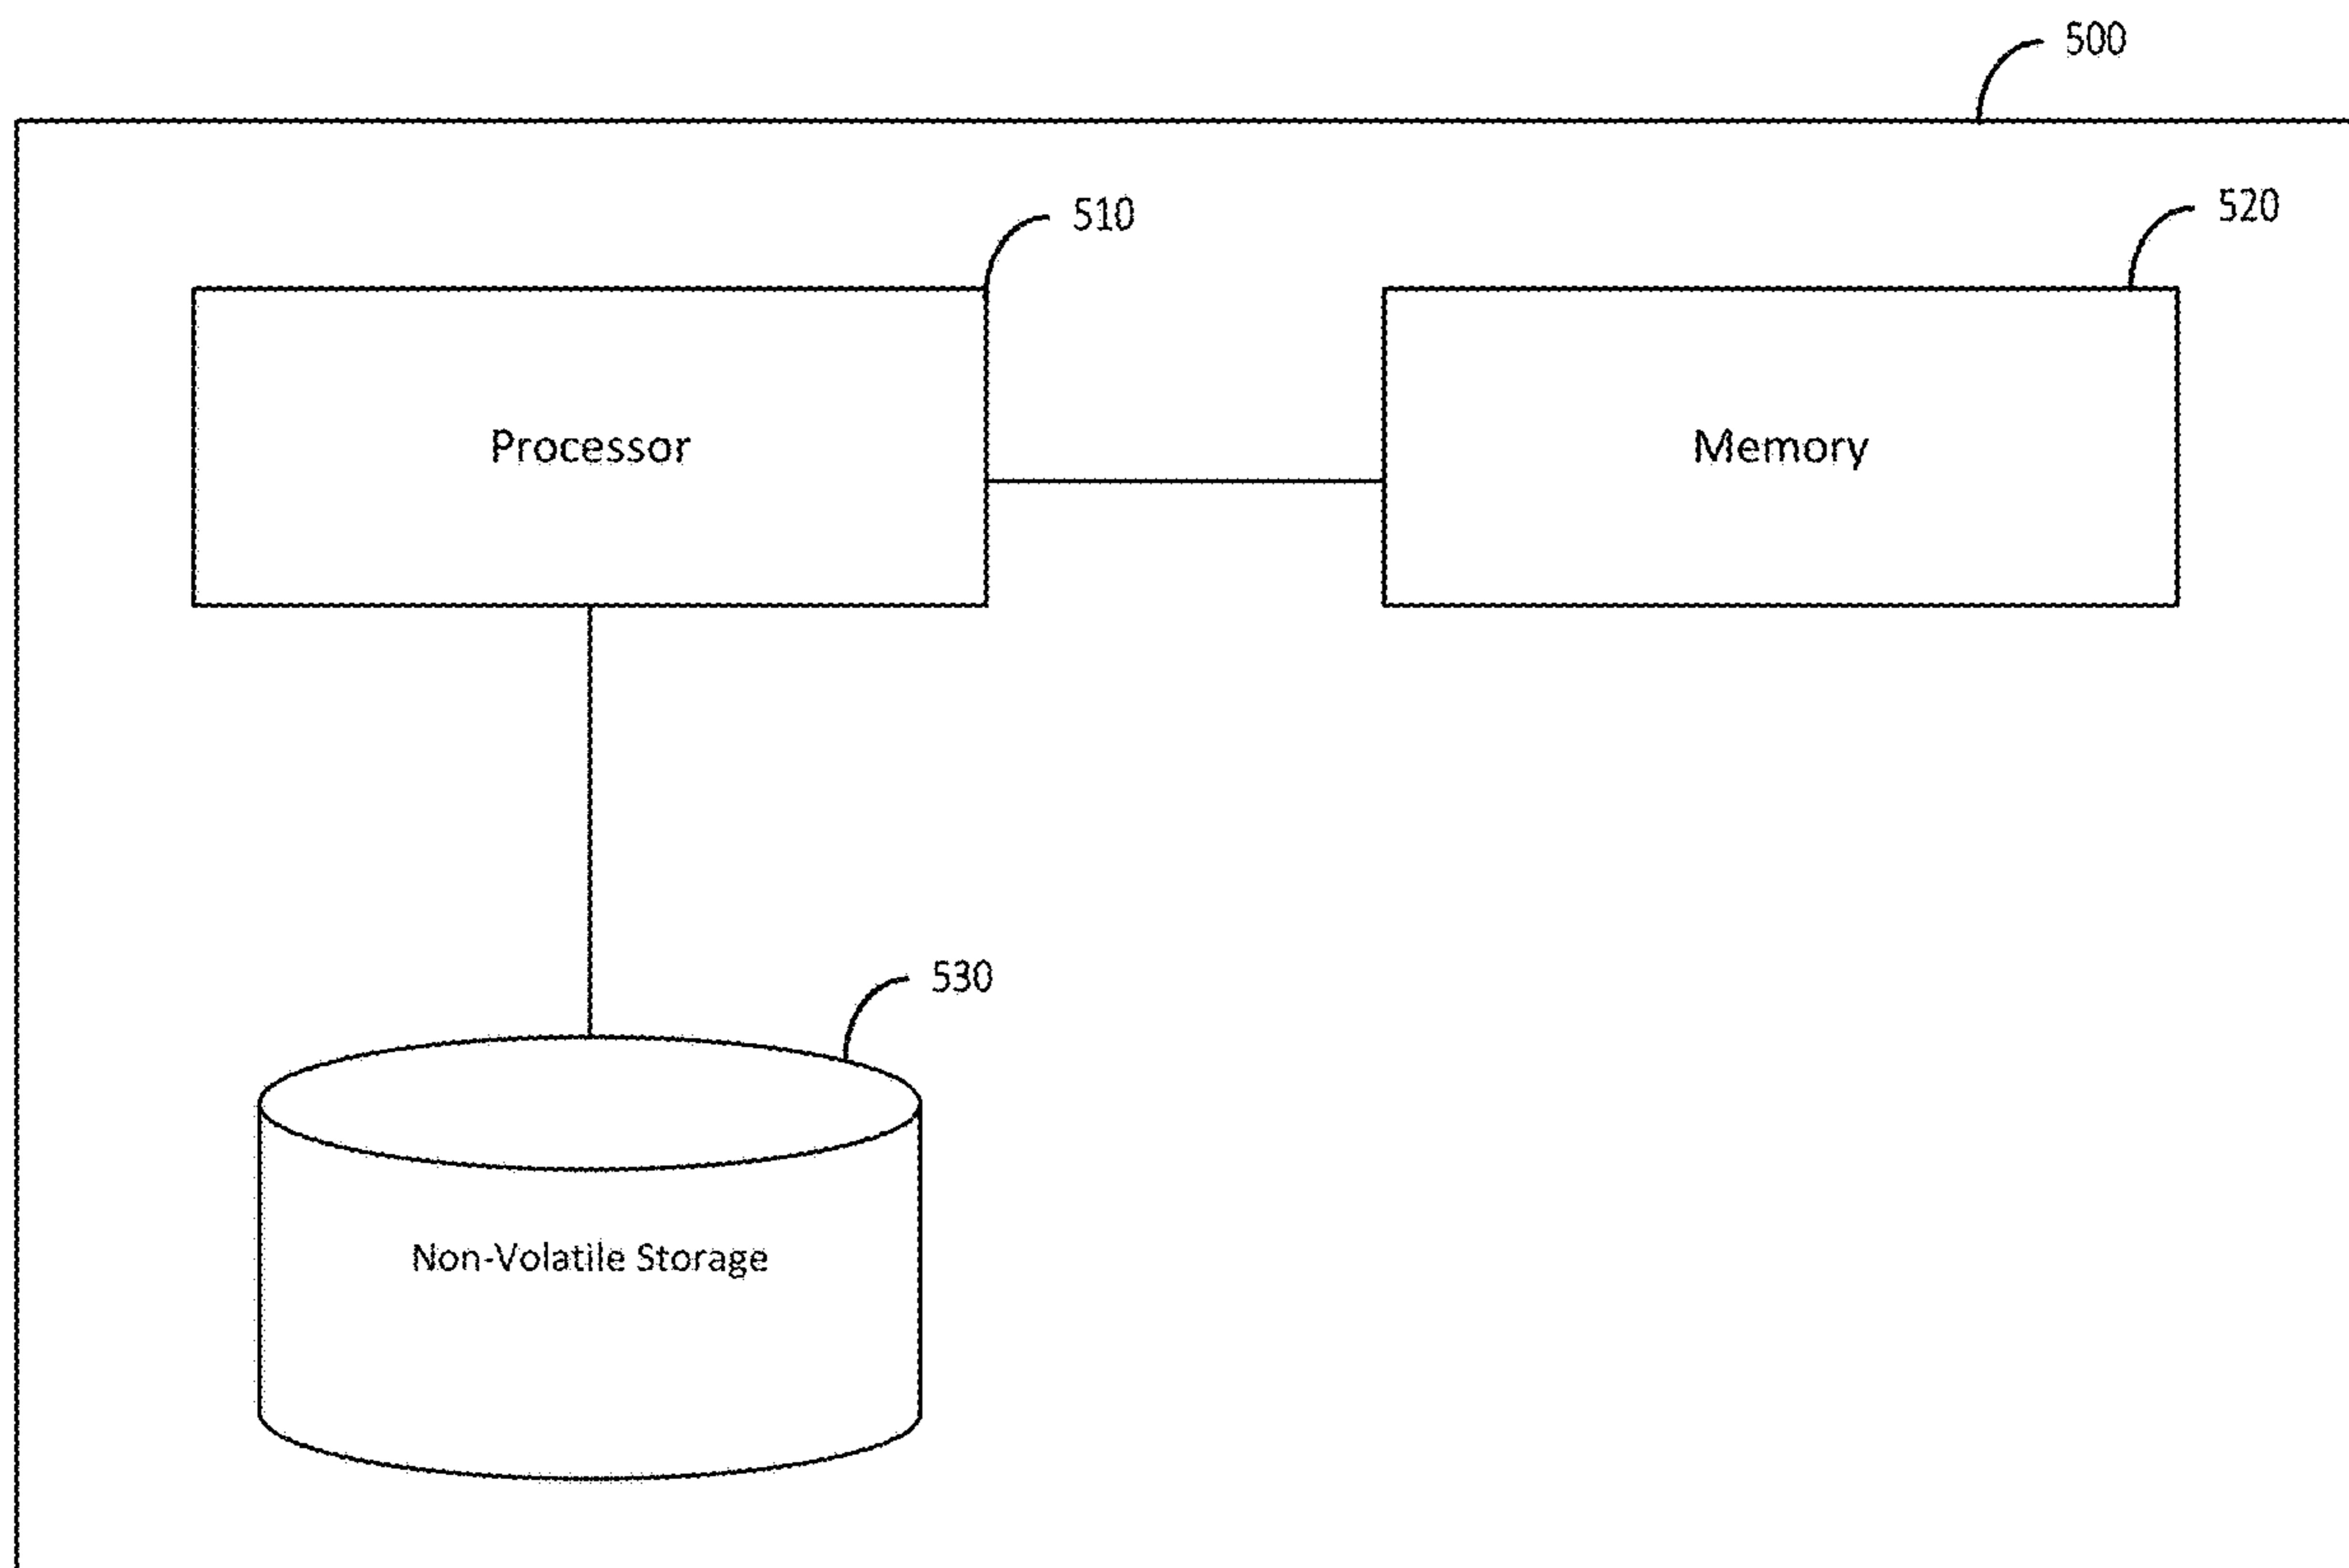 500
510
520
Processor
Memory
530
Non-Volatile Storage